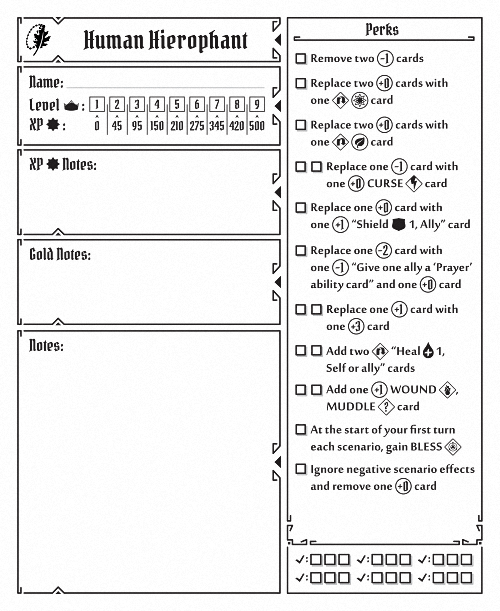 Human Hierophant
Name:
Level :
1 2 3 4 5 6 7 8 9
XP :
0 45 95 150 210 275 345 420 500
XP Notes:
Gold Notes:
Notes:
Perks
Remove two -1 cards
Replace two +0 cards with
one card
Replace two +0 cards with
one card
Replace one -1 card with
one +0 CURSE card
Replace one +0 card with
one +1 “Shield 1, Ally” card
Replace one -2 card with
one -1 “Give one ally a ‘Prayer’
ability card” and one +0 card
Replace one +1 card with
one +3 card
Add two “Heal 1,
Self or ally” cards
Add one +1 WOUND ,
MUDDLE ? card
At the start of your first turn
each scenario, gain BLESS
Ignore negative scenario effects
and remove one +0 card
✓: ✓: ✓:
✓: ✓: ✓: